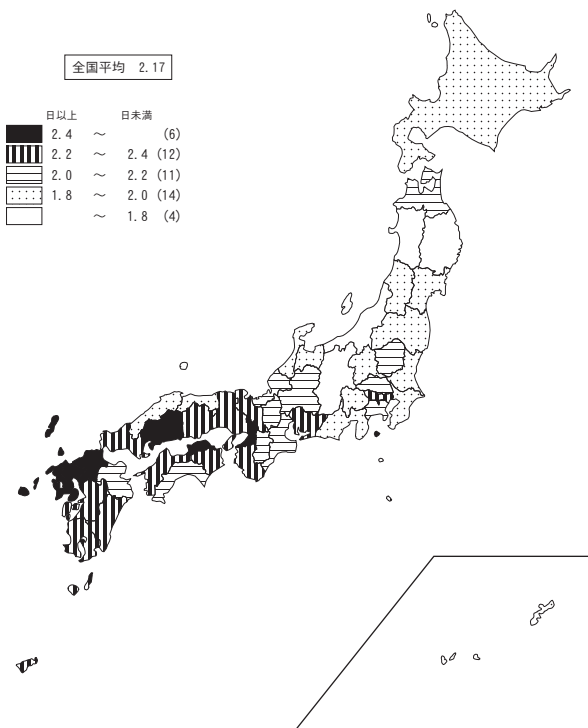 全国平均 2.17
日以上 日未満
2.4 ～ (6)
2.2 ～ 2.4 (12)
2.0 ～ 2.2 (11)
1.8 ～ 2.0 (14)
～ 1.8 (4)